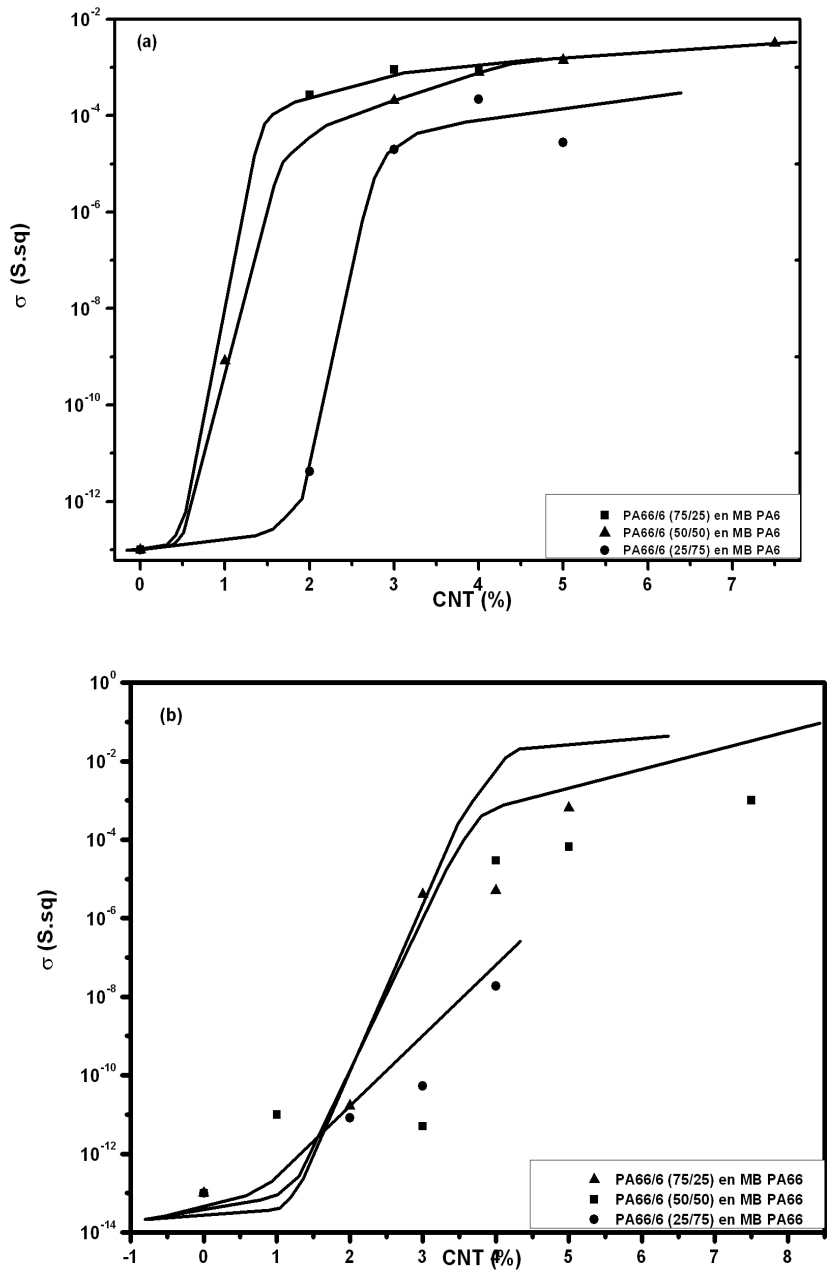 (a)
10^-2
10^-4
10^-6
10^-8
10^-10
10^-12
σ (S.sq)
PA66/6 (75/25) en MB PA6
PA66/6 (50/50) en MB PA6
PA66/6 (25/75) en MB PA6
0 1 2 3 4 5 6 7
CNT (%)
(b)
10^0
10^-2
10^-4
10^-6
10^-8
10^-10
10^-12
10^-14
σ (S.sq)
PA66/6 (75/25) en MB PA66
PA66/6 (50/50) en MB PA66
PA66/6 (25/75) en MB PA66
-1 0 1 2 3 4 5 6 7 8
CNT (%)